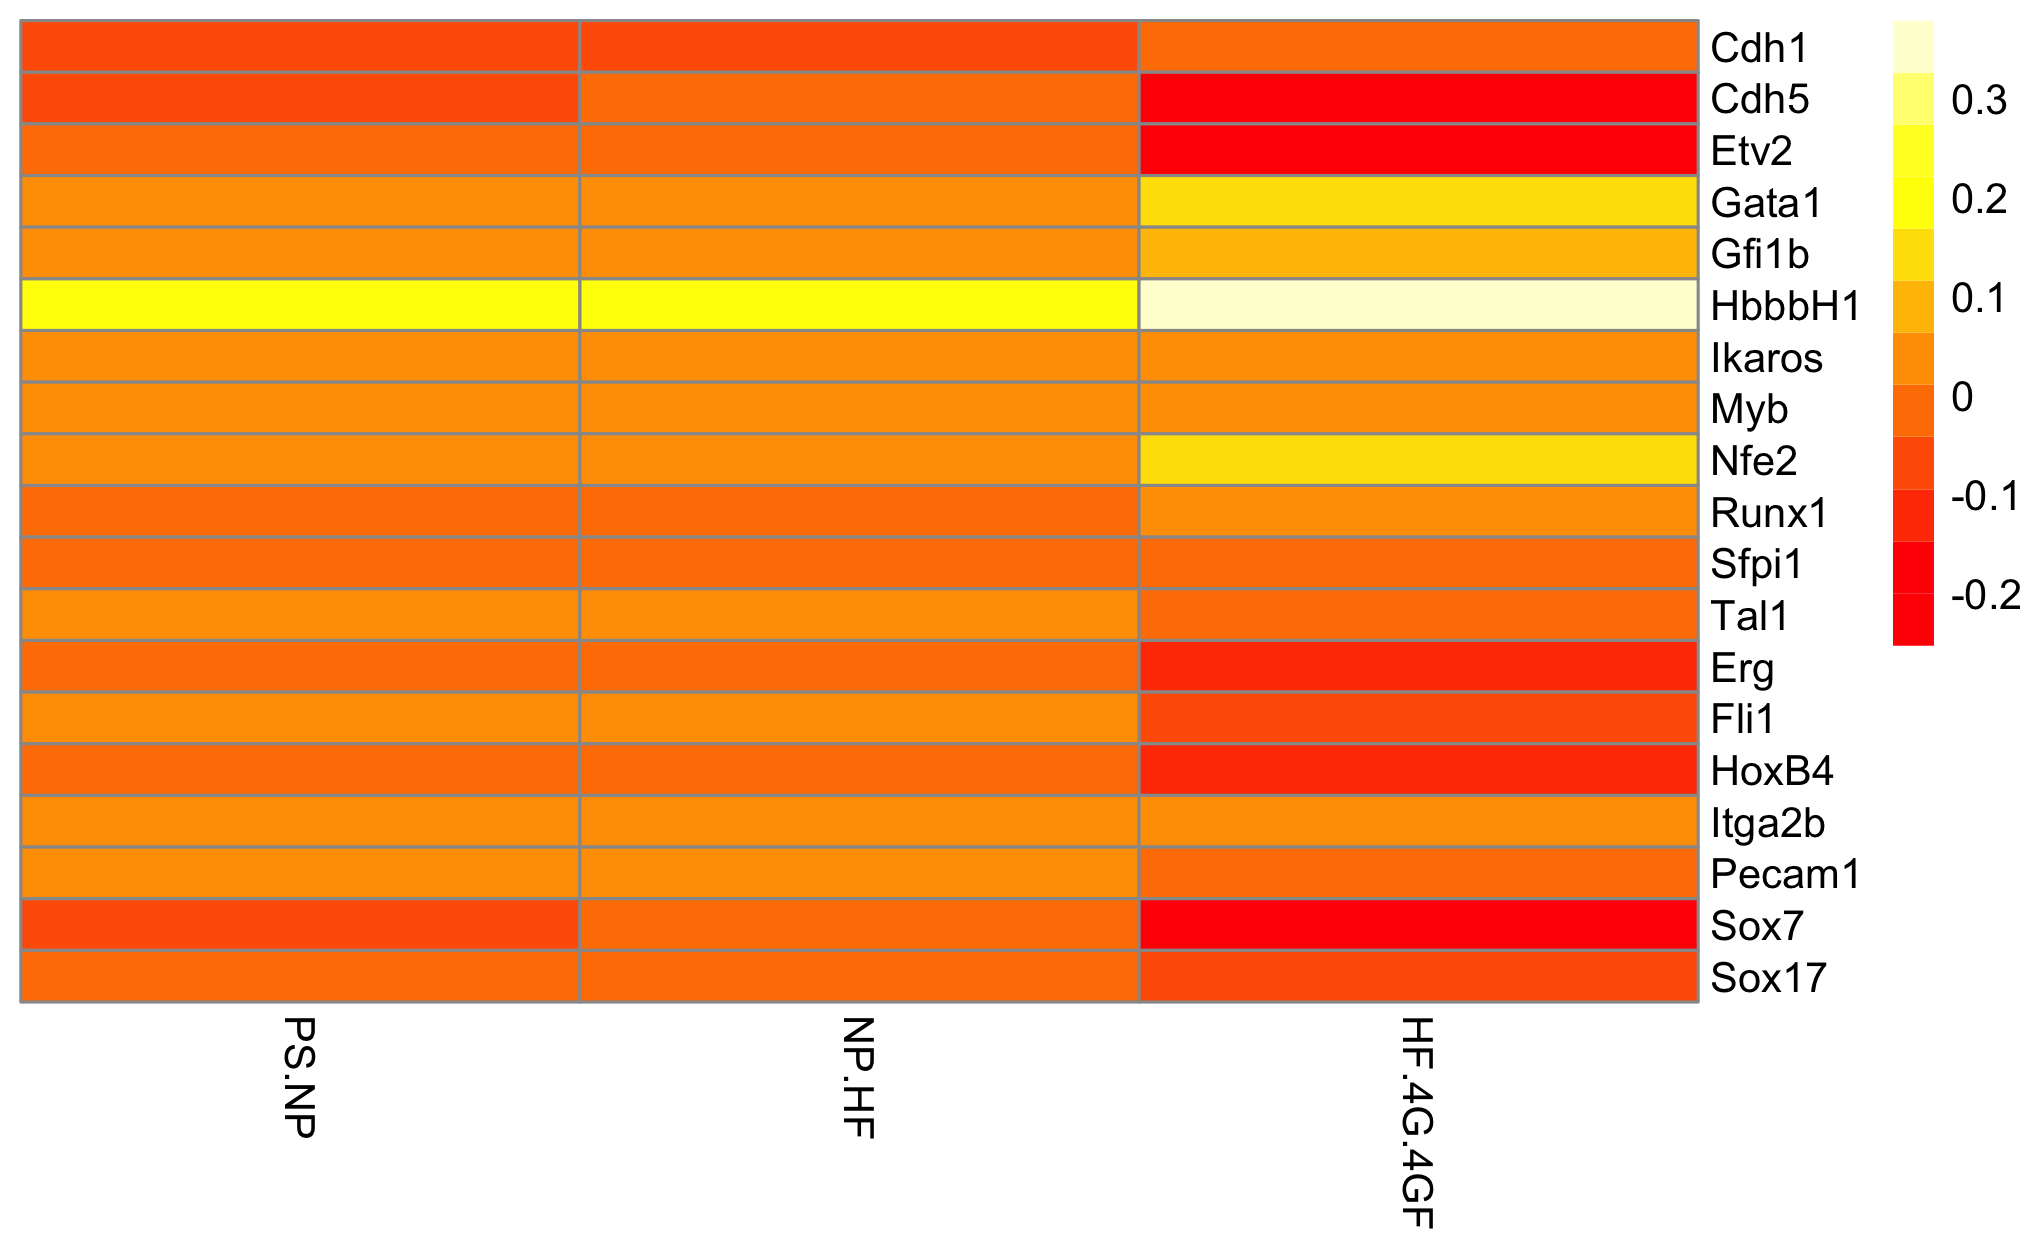 Cdh1
Cdh5
Etv2
Gata1
Gfi1b
HbbbH1
Ikaros
Myb
Nfe2
Runx1
Sfpi1
Tal1
Erg
Fli1
HoxB4
Itga2b
Pecam1
Sox7
Sox17
0.3
0.2
0.1
0
-0.1
-0.2
PS.NP
NP.HF
HF.4G.4GF